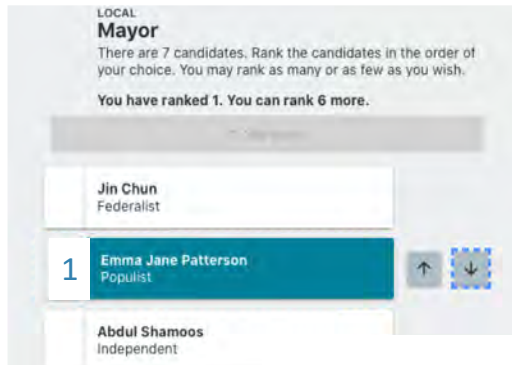 LOCAL
Mayor
There are 7 candidates. Rank the candidates in the order of
your choice. You may rank as many or as few as you wish.
You have ranked 1. You can rank 6 more.
Jin Chun
Federalist
1
Emma Jane Patterson
Populist
↑ ↓
Abdul Shamoos
Independent